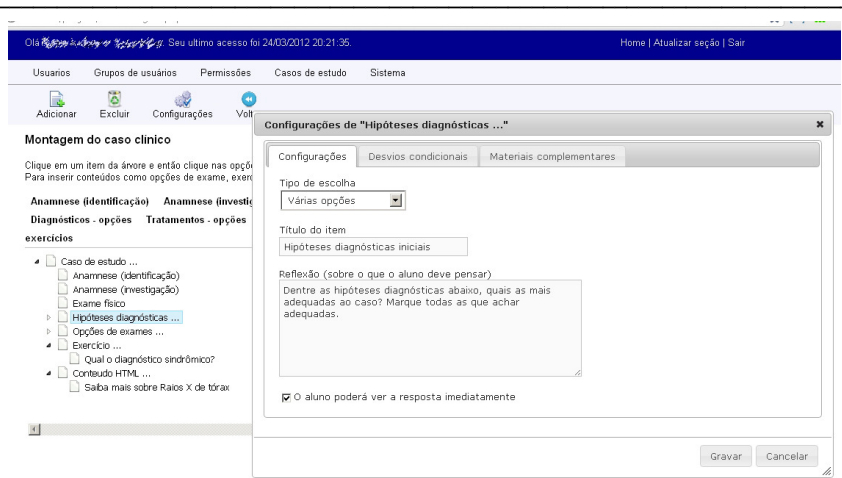 Olá Seu ultimo acesso foi 24/03/2012 20:21:35.
Home | Atualizar seção | Sair
Usuarios Grupos de usuários Permissões Casos de estudo Sistema
Adicionar Excluir Configurações Volt
Montagem do caso clínico
Clique em um item da árvore e então clique nas opçõ
Para inserir conteúdos como opções de exame, exerc
Anamnese (identificação) Anamnese (investig
Diagnósticos - opções Tratamentos - opções
exercícios
Caso de estudo ...
Anamnese (identificação)
Anamnese (investigação)
Exame físico
Hipóteses diagnósticas ...
Opções de exames ...
Exercício ...
Qual o diagnóstico sindrômico?
Conteudo HTML ...
Saiba mais sobre Raios X de tórax
Configurações de "Hipóteses diagnósticas ..."
Configurações Desvios condicionais Materiais complementares
Tipo de escolha
Várias opções
Título do item
Hipóteses diagnósticas iniciais
Reflexão (sobre o que o aluno deve pensar)
Dentre as hipóteses diagnósticas abaixo, quais as mais
adequadas ao caso? Marque todas as que achar
adequadas.
O aluno poderá ver a resposta imediatamente
Gravar Cancelar